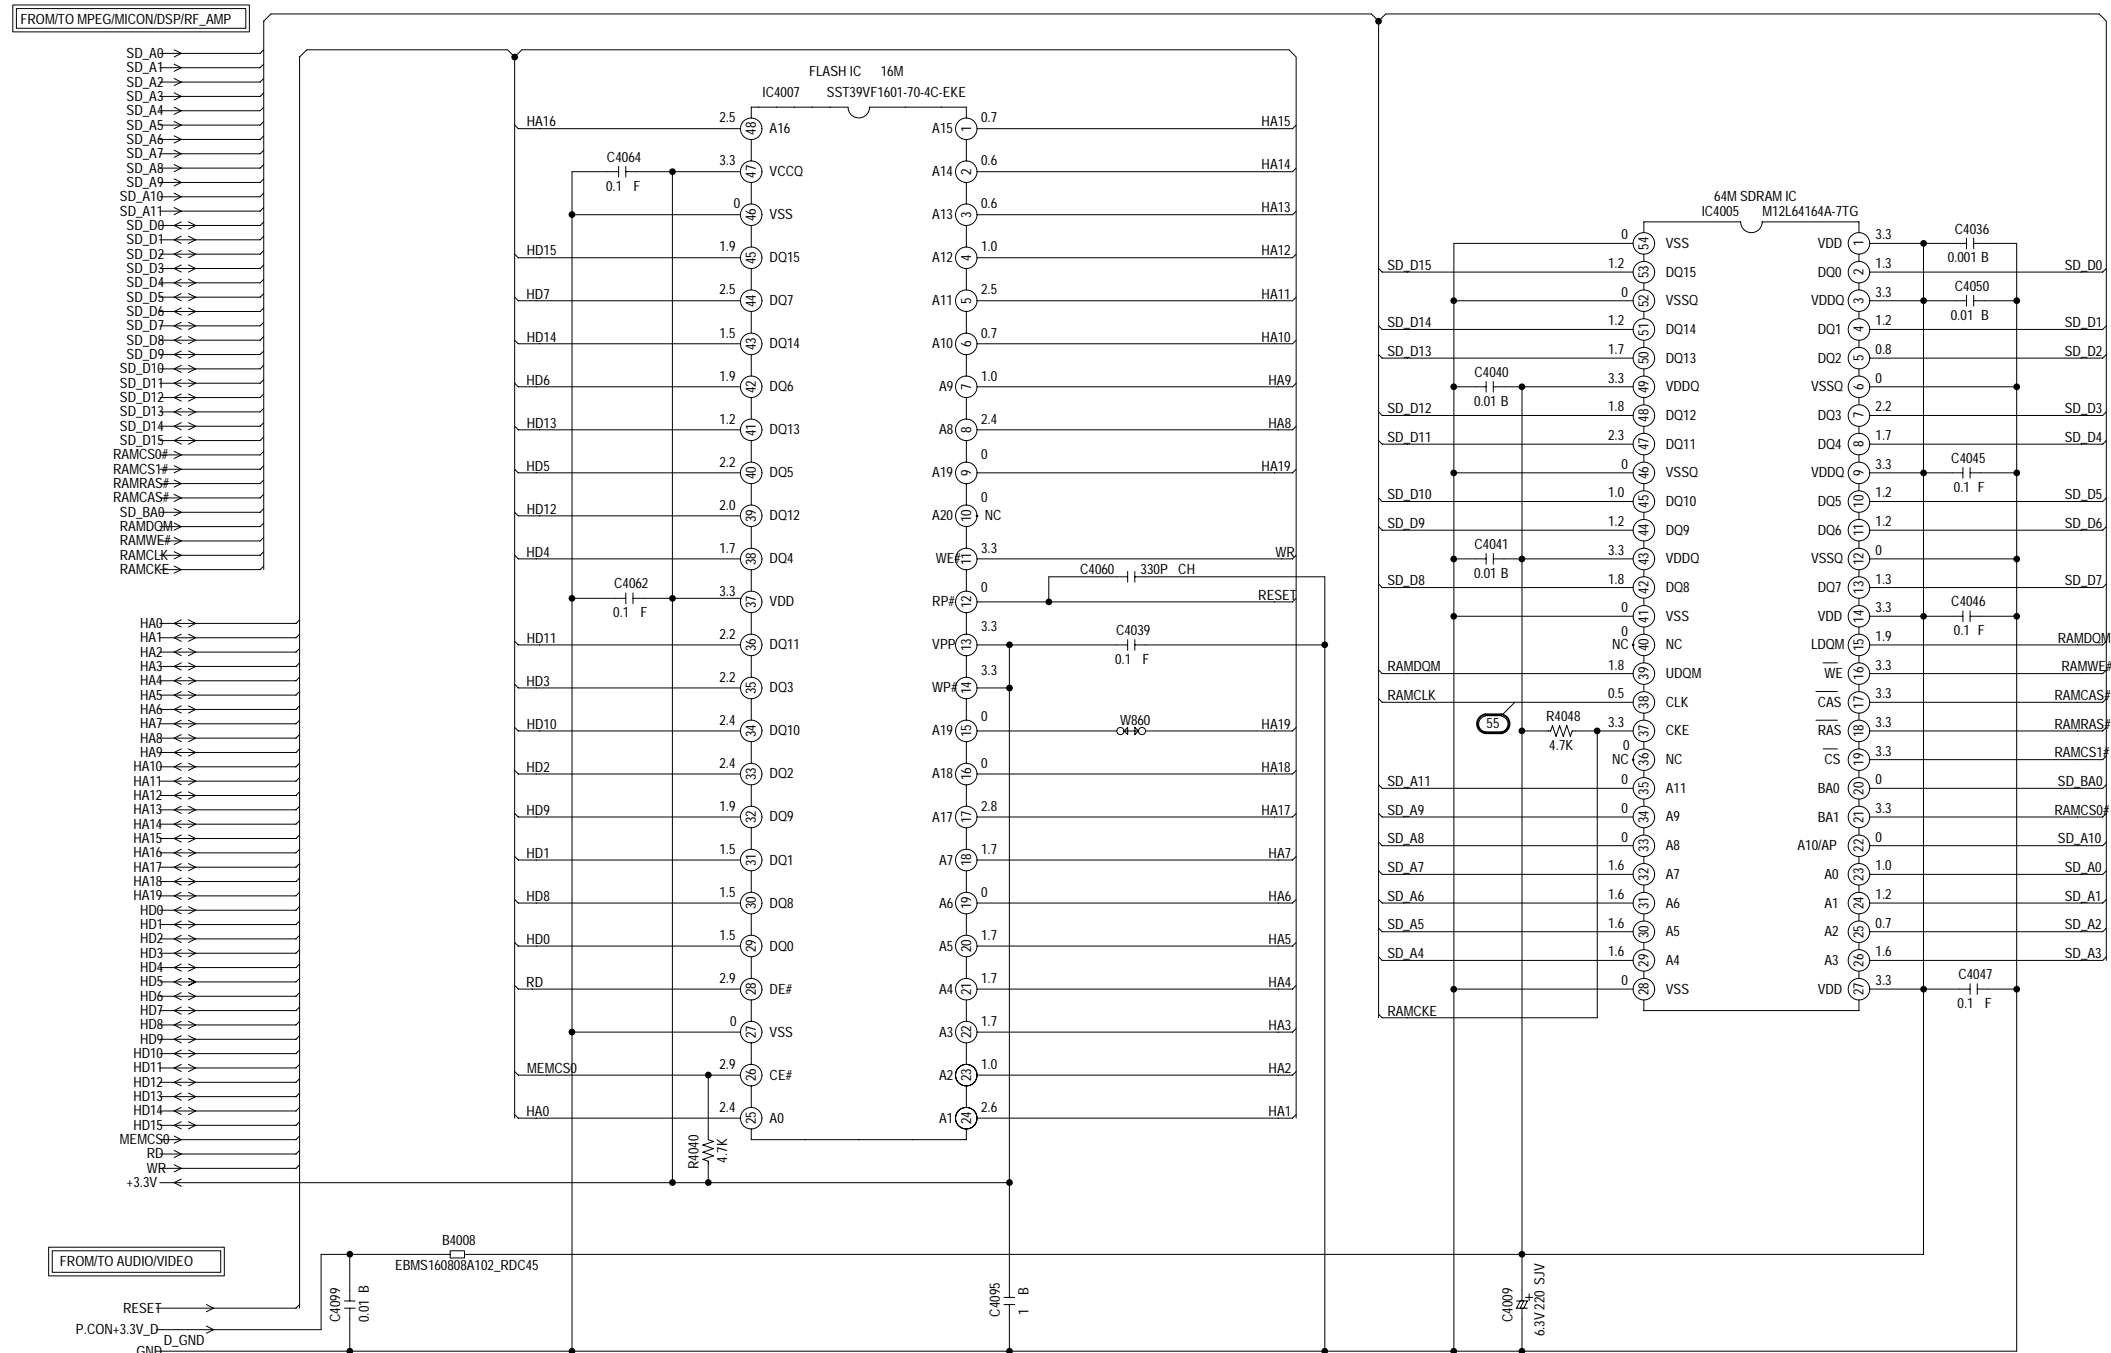 FROM/TO MPEG/MICON/DSP/RF_AMP
SD_A0
SD_A1
SD_A2
SD_A3
SD_A4
SD_A5
SD_A6
SD_A7
SD_A8
SD_A9
SD_A10
SD_A11
SD_D0
SD_D1
SD_D2
SD_D3
SD_D4
SD_D5
SD_D6
SD_D7
SD_D8
SD_D9
SD_D10
SD_D11
SD_D12
SD_D13
SD_D14
SD_D15
RAMCS0#
RAMCS1#
RAMRAS#
RAMCAS#
SD_BA0
RAMDQM
RAMWE#
RAMCLK
RAMCKE
HA0
HA1
HA2
HA3
HA4
HA5
HA6
HA7
HA8
HA9
HA10
HA11
HA12
HA13
HA14
HA15
HA16
HA17
HA18
HA19
HD0
HD1
HD2
HD3
HD4
HD5
HD6
HD7
HD8
HD9
HD10
HD11
HD12
HD13
HD14
HD15
MEMCS0
RD
WR
+3.3V
FROM/TO AUDIO/VIDEO
RESET
P.CON+3.3V_D
D_GND
GND
FLASH IC 16M
IC4007 SST39VF1601-70-4C-EKE
HA16 2.5 48 A16
C4064
0.1 F
3.3 47 VCCQ
0 46 VSS
HD15 1.9 45 DQ15
HD7 2.5 44 DQ7
HD14 1.5 43 DQ14
HD6 1.9 42 DQ6
HD13 1.2 41 DQ13
HD5 2.2 40 DQ5
HD12 2.0 39 DQ12
HD4 1.7 38 DQ4
C4062
0.1 F
3.3 37 VDD
HD11 2.2 36 DQ11
HD3 2.2 35 DQ3
HD10 2.4 34 DQ10
HD2 2.4 33 DQ2
HD9 1.9 32 DQ9
HD1 1.5 31 DQ1
HD8 1.5 30 DQ8
HD0 1.5 29 DQ0
RD 2.9 28 DE#
0 27 VSS
MEMCS0 2.9 26 CE#
HA0 2.4 25 A0
R4040
4.7K
A15 1 0.7 HA15
A14 2 0.6 HA14
A13 3 0.6 HA13
A12 4 1.0 HA12
A11 5 2.5 HA11
A10 6 0.7 HA10
A9 7 1.0 HA9
A8 8 2.4 HA8
A19 9 0 HA19
A20 10 0 NC
WE# 11 3.3 WR
C4060 330P CH
RP# 12 0 RESET
VPP 13 3.3
C4039
0.1 F
WP# 14 3.3
A19 15 0 W860 HA19
A18 16 0 HA18
A17 17 2.8 HA17
A7 18 1.7 HA7
A6 19 0 HA6
A5 20 1.7 HA5
A4 21 1.7 HA4
A3 22 1.7 HA3
A2 23 1.0 HA2
A1 24 2.6 HA1
B4008
EBMS160808A102_RDC45
C4099
0.01 B
C4095
1 B
C4009
6.3V 220 SJV
+
64M SDRAM IC
IC4005 M12L64164A-7TG
0 54 VSS
SD_D15 1.2 53 DQ15
0 52 VSSQ
SD_D14 1.2 51 DQ14
SD_D13 1.7 50 DQ13
C4040
0.01 B
3.3 49 VDDQ
SD_D12 1.8 48 DQ12
SD_D11 2.3 47 DQ11
0 46 VSSQ
SD_D10 1.0 45 DQ10
SD_D9 1.2 44 DQ9
C4041
0.01 B
3.3 43 VDDQ
SD_D8 1.8 42 DQ8
0 41 VSS
0 NC 40 NC
RAMDQM 1.8 39 UDQM
RAMCLK 0.5 38 CLK
55
R4048
4.7K
3.3 37 CKE
0 NC 36 NC
SD_A11 0 35 A11
SD_A9 0 34 A9
SD_A8 0 33 A8
SD_A7 1.6 32 A7
SD_A6 1.6 31 A6
SD_A5 1.6 30 A5
SD_A4 1.6 29 A4
0 28 VSS
RAMCKE
VDD 1 3.3
C4036
0.001 B
DQ0 2 1.3 SD_D0
VDDQ 3 3.3
C4050
0.01 B
DQ1 4 1.2 SD_D1
DQ2 5 0.8 SD_D2
VSSQ 6 0
DQ3 7 2.2 SD_D3
DQ4 8 1.7 SD_D4
VDDQ 9 3.3
C4045
0.1 F
DQ5 10 1.2 SD_D5
DQ6 11 1.2 SD_D6
VSSQ 12 0
DQ7 13 1.3 SD_D7
VDD 14 3.3
C4046
0.1 F
LDQM 15 1.9 RAMDQM
WE 16 3.3 RAMWE#
CAS 17 3.3 RAMCAS#
RAS 18 3.3 RAMRAS#
CS 19 3.3 RAMCS1#
BA0 20 0 SD_BA0
BA1 21 3.3 RAMCS0#
A10/AP 22 0 SD_A10
A0 23 1.0 SD_A0
A1 24 1.2 SD_A1
A2 25 0.7 SD_A2
A3 26 1.6 SD_A3
VDD 27 3.3
C4047
0.1 F